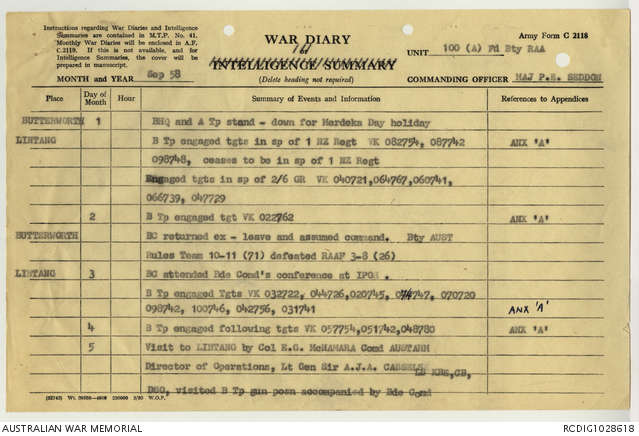 Instructions regarding War Diaries and Intelligence
Summaries are contained in M.T.P. No. 41.
Monthly War Diaries will be enclosed in A.F.
C.2119. If this is not available, and for
Intelligence Summaries, the cover will be
prepared in manuscript.
MONTH and YEAR Sep 58
WAR DIARY
INTELLIGENCE SUMMARY
(Delete heading not required)
Army Form C 2118
UNIT 100 (A) Fd Bty RAA
COMMANDING OFFICER MAJ P.E. SEDDON
Place Day of Month Hour Summary of Events and Information References to Appendices
BUTTERWORTH 1 BHQ and A Tp stand - down for Merdeka Day holiday
LINTANG B Tp engaged tgts in sp of 1 NZ Regt VK 082754, 087742 ANX 'A'
098748, ceases to be in sp of 1 NZ Regt
Engaged tgts in sp of 2/6 GR VK 040721,064767,060741,
066739, 047729
2 B Tp engaged tgt VK 022762 ANX 'A'
BUTTERWORTH BC returned ex - leave and assumed command. Bty AUST
Rules Team 10-11 (71) defeated RAAF 3-8 (26)
LINTANG 3 BC attended Bde Comd's conference at IPOH .
B Tp engaged Tgts VK 032722, 044726,020745, 074747, 070720
098742, 100746, 042756, 031741 ANX 'A'
4 B Tp engaged following tgts VK 057754,051742,048780 ANX 'A'
5 Visit to LINTANG by Col E.G. McNAMARA Comd AUSTARM
Director of Operations, Lt Gen Sir A.J.A. CASSELS KBE,CB,
DSO, visited B Tp gun posn accompanied by Bde Comd
AUSTRALIAN WAR MEMORIAL
RCDIG1028618